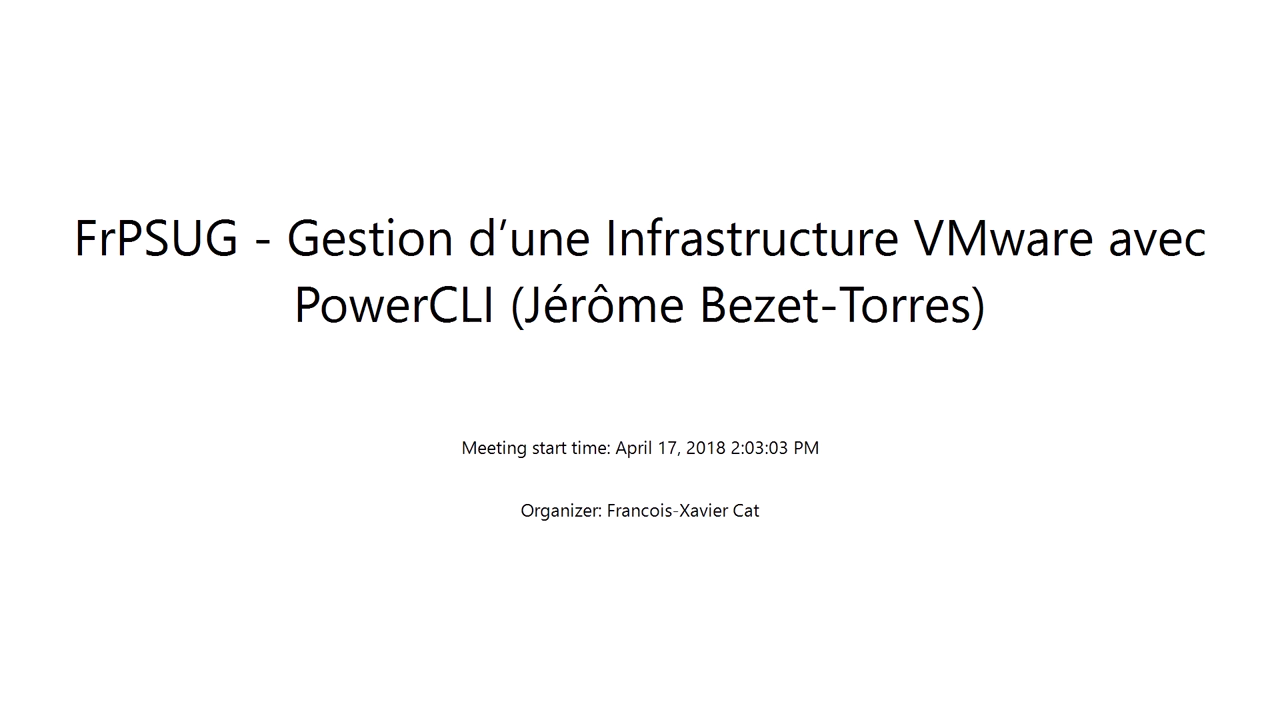 FrPSUG - Gestion d’une Infrastructure VMware avec
PowerCLI (Jérôme Bezet-Torres)
Meeting start time: April 17, 2018 2:03:03 PM
Organizer: Francois-Xavier Cat